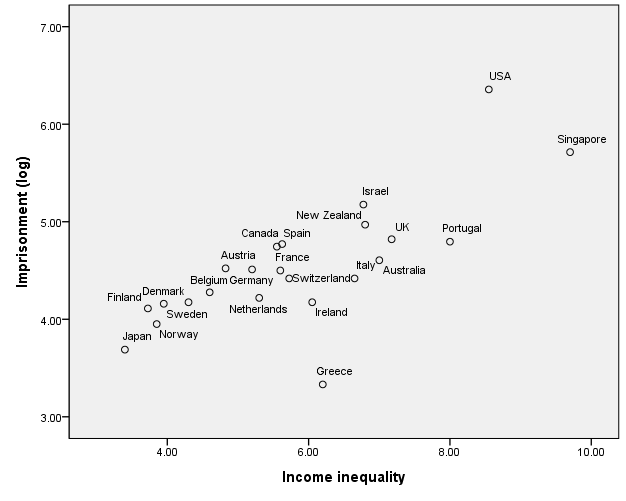 7.00
6.00
5.00
4.00
3.00
Imprisonment (log)
USA
Singapore
Israel
New Zealand
UK
Portugal
Canada Spain
Austria
France
Italy
Australia
Belgium Germany
Switzerland
Finland
Denmark
Sweden
Netherlands
Ireland
Japan
Norway
Greece
4.00 6.00 8.00 10.00
Income inequality